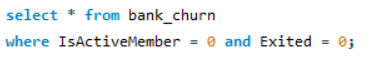 select * from bank_churn
where IsActiveMember = 0 and Exited = 0;